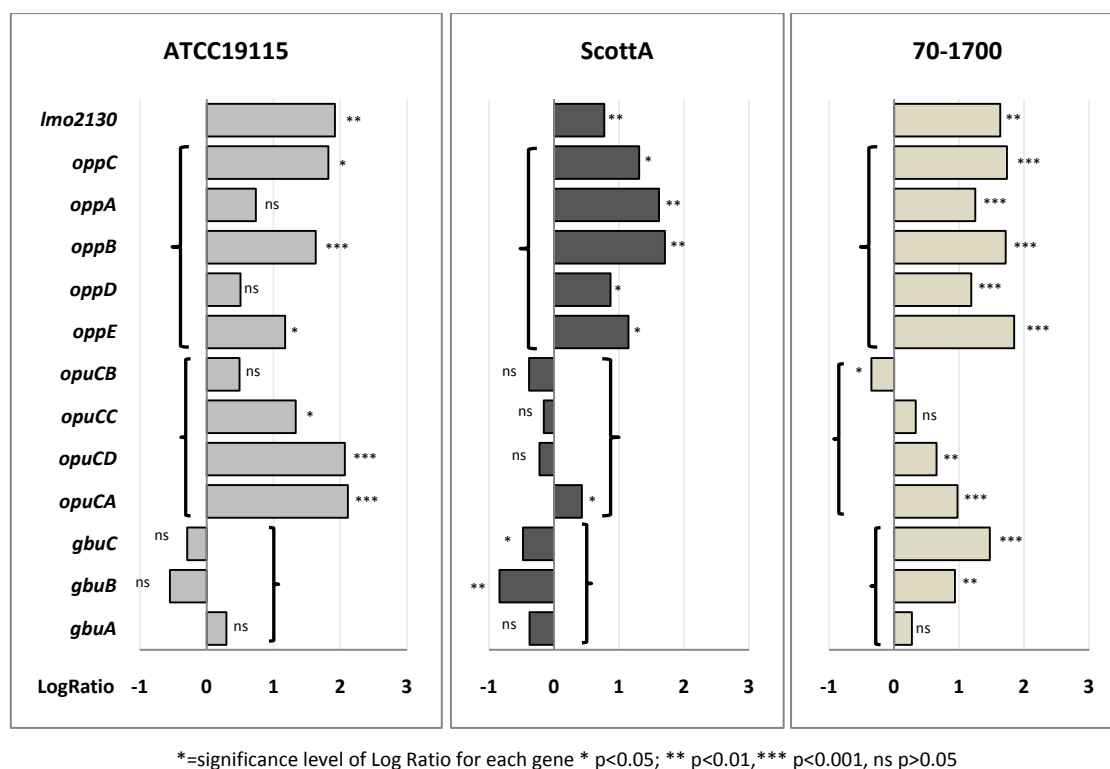 ATCC19115 ScottA 70-1700
lmo2130 ** ** **
oppC * * ***
oppA ns ** ***
oppB *** ** ***
oppD ns * ***
oppE * * ***
opuCB ns ns *
opuCC * ns ns
opuCD *** ns **
opuCA *** * ***
gbuC ns * ***
gbuB ns ** **
gbuA ns ns ns
LogRatio -1 0 1 2 3 -1 0 1 2 3 -1 0 1 2 3
*=significance level of Log Ratio for each gene * p<0.05; ** p<0.01,*** p<0.001, ns p>0.05